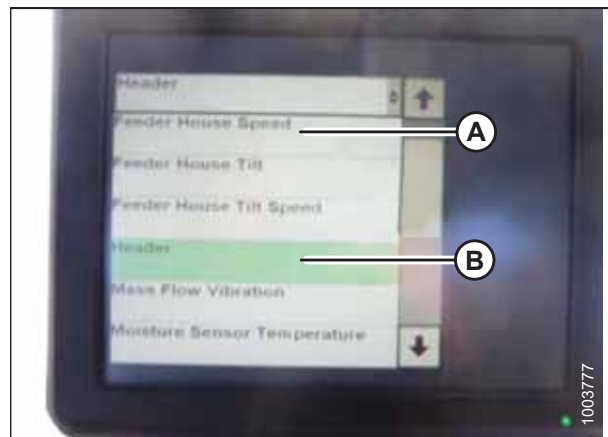 Header
Feeder House Speed
A
Feeder House Tilt
Feeder House Tilt Speed
Header
B
Mass Flow Vibration
Moisture Sensor Temperature
1003777